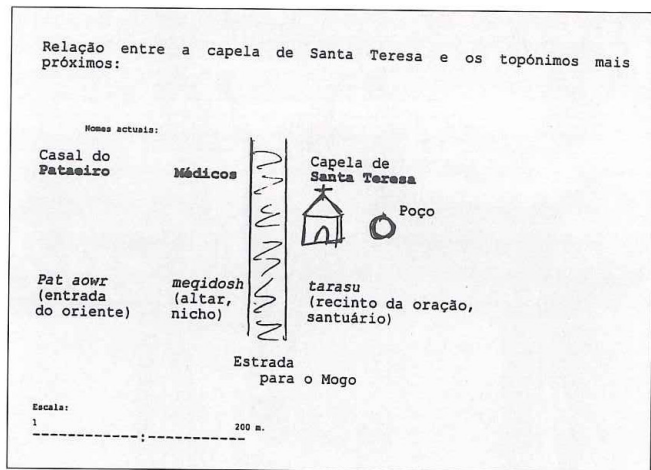 Relação entre a capela de Santa Teresa e os topónimos mais
próximos:
Nomes actuais:
Casal do
Pataeiro
Médicos
Capela de
Santa Teresa
Poço
Pat aowr
(entrada
do oriente)
meqidosh
(altar,
nicho)
tarasu
(recinto da oração,
santuário)
Estrada
para o Mogo
Escala:
1 200 m.